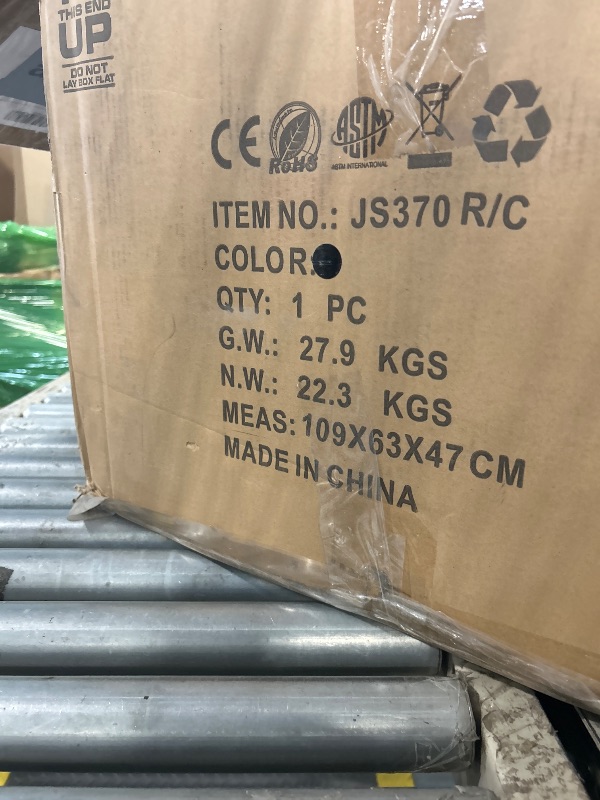 THIS END
UP
DO NOT
LAY BOX FLAT
CE
RoHS
ASTM
ASTM INTERNATIONAL
ITEM NO.: JS370 R/C
COLOR:
QTY: 1 PC
G.W.: 27.9 KGS
N.W.: 22.3 KGS
MEAS: 109X63X47 CM
MADE IN CHINA